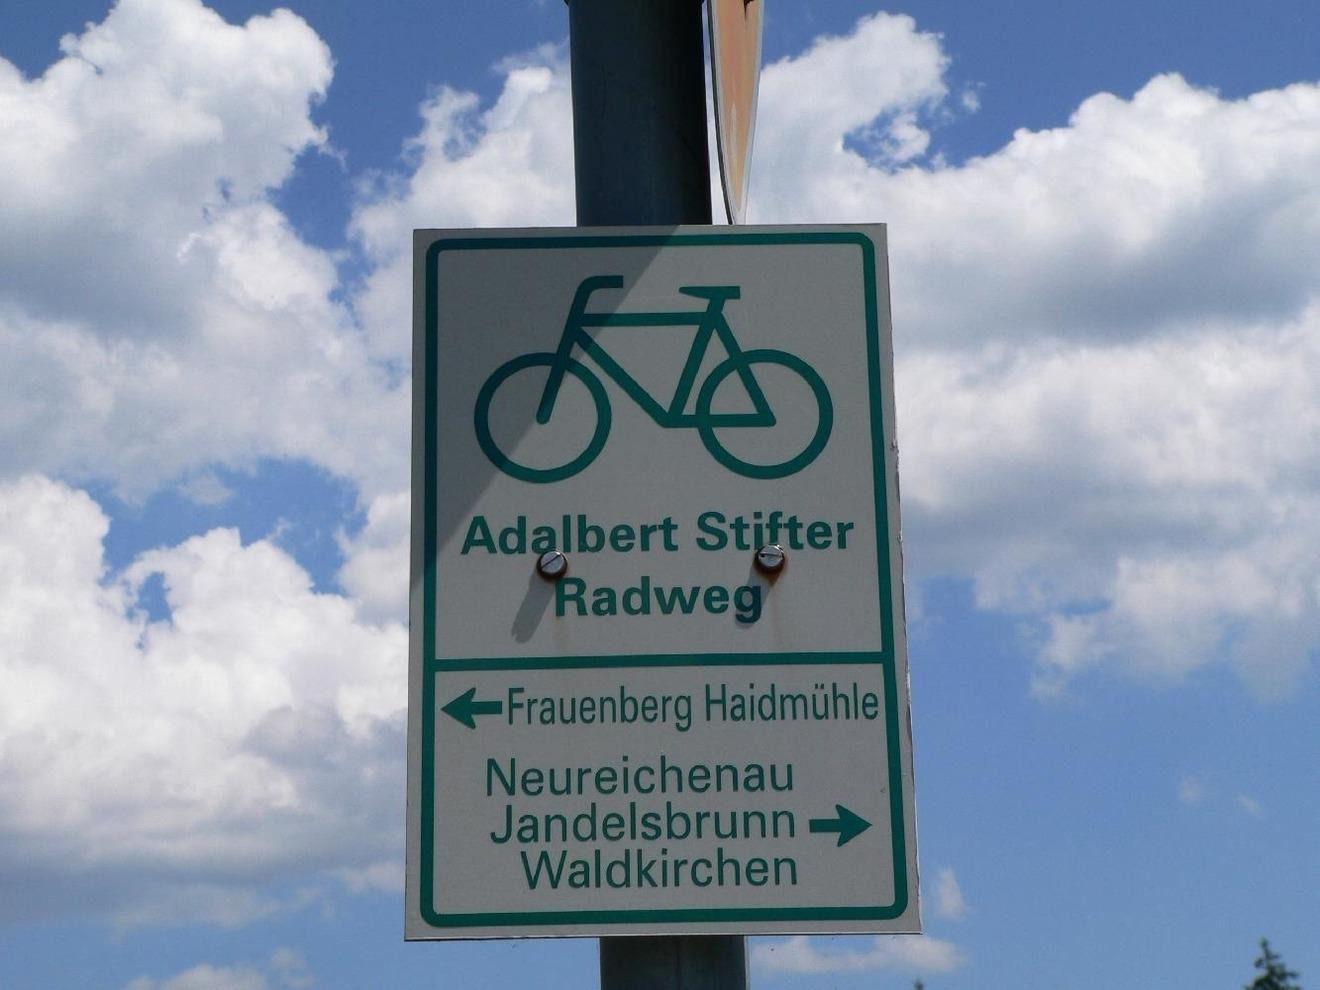 Adalbert Stifter
Radweg
Frauenberg Haidmühle
Neureichenau
Jandelsbrunn
Waldkirchen